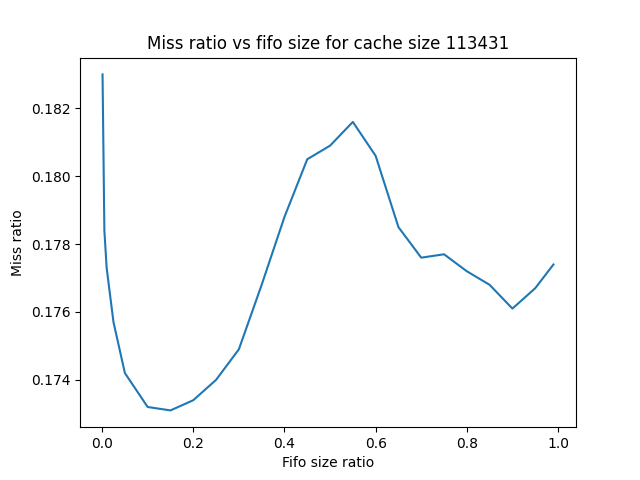 Miss ratio vs fifo size for cache size 113431
0.182
0.180
0.178
0.176
0.174
Miss ratio
0.0 0.2 0.4 0.6 0.8 1.0
Fifo size ratio